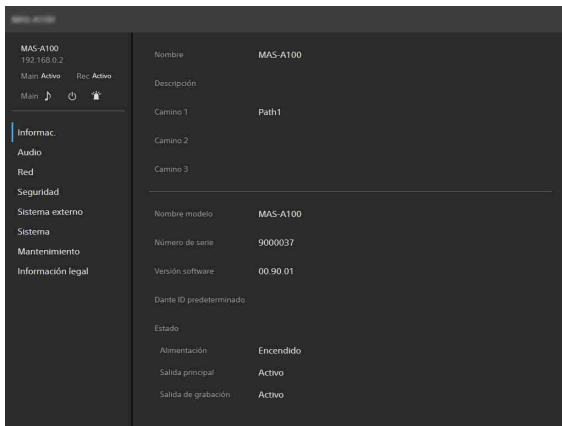 MAS-A100
192.168.0.2
Main Activo Rec Activo
Main
Informac.
Audio
Red
Seguridad
Sistema externo
Sistema
Mantenimiento
Información legal
Nombre MAS-A100
Descripción
Camino 1 Path1
Camino 2
Camino 3
Nombre modelo MAS-A100
Número de serie 9000037
Versión software 00.90.01
Dante ID predeterminado
Estado
Alimentación Encendido
Salida principal Activo
Salida de grabación Activo